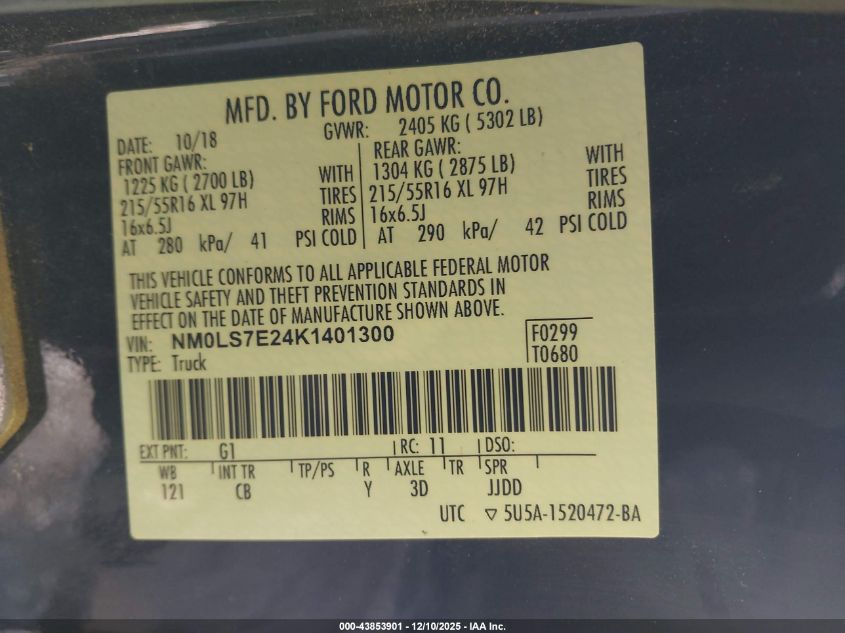 MFD. BY FORD MOTOR CO.
DATE: 10/18
GVWR: 2405 KG ( 5302 LB)
FRONT GAWR:
1225 KG ( 2700 LB) WITH
215/55R16 XL 97H TIRES
16x6.5J RIMS
AT 280 kPa/ 41 PSI COLD
REAR GAWR:
1304 KG ( 2875 LB) WITH
215/55R16 XL 97H TIRES
16x6.5J RIMS
AT 290 kPa/ 42 PSI COLD
THIS VEHICLE CONFORMS TO ALL APPLICABLE FEDERAL MOTOR
VEHICLE SAFETY AND THEFT PREVENTION STANDARDS IN
EFFECT ON THE DATE OF MANUFACTURE SHOWN ABOVE.
VIN: NM0LS7E24K1401300
F0299
TYPE: Truck
T0680
EXT PNT: G1 RC: 11 DSO:
WB INT TR TP/PS R AXLE TR SPR
121 CB Y 3D JJDD
UTC ▽ 5U5A-1520472-BA
000-43853901 - 12/10/2025 - IAA Inc.